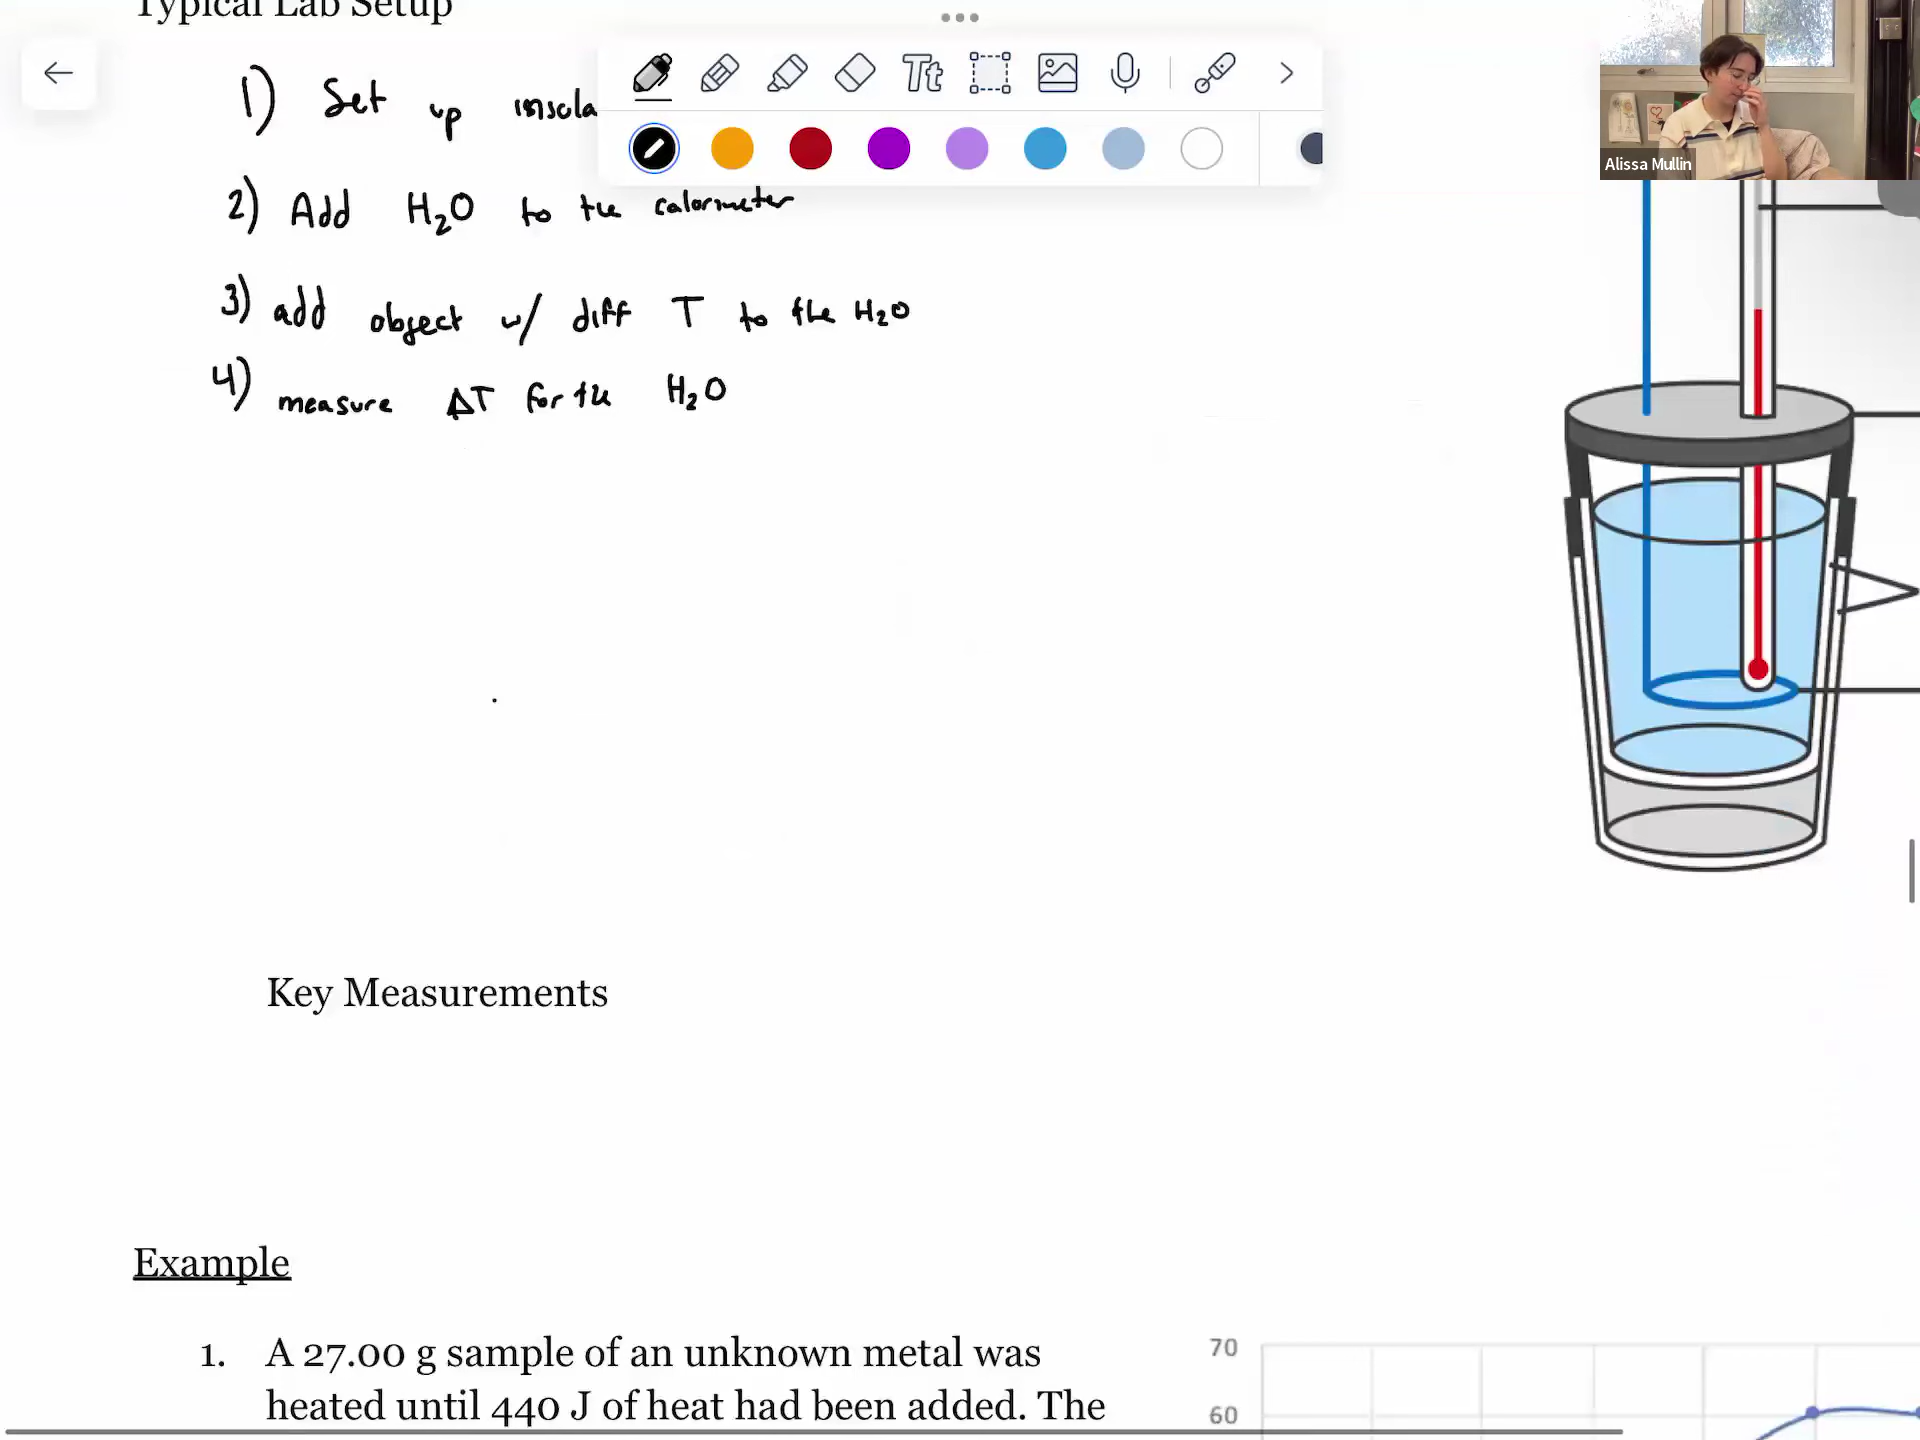 Typical Lab Setup
1) Set up insula
Tt
Alissa Mullin
2) Add H₂O to the calorimeter
3) add object w/ diff T to the H₂O
4) measure ΔT for the H₂O
Key Measurements
Example
1. A 27.00 g sample of an unknown metal was
heated until 440 J of heat had been added. The
70
60